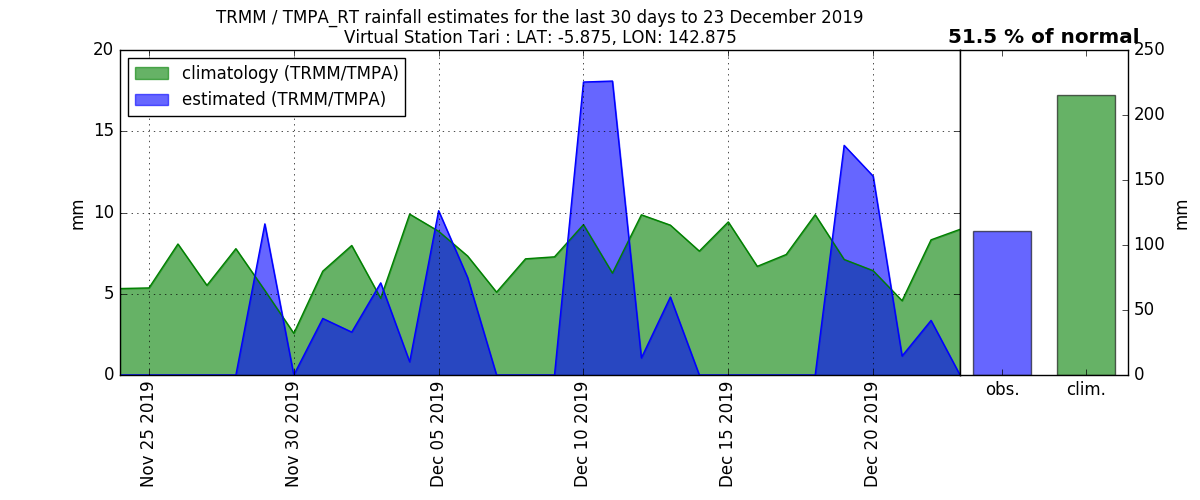 TRMM / TMPA_RT rainfall estimates for the last 30 days to 23 December 2019
Virtual Station Tari : LAT: -5.875, LON: 142.875
51.5 % of normal
climatology (TRMM/TMPA)
estimated (TRMM/TMPA)
20
15
10
5
0
mm
Nov 25 2019
Nov 30 2019
Dec 05 2019
Dec 10 2019
Dec 15 2019
Dec 20 2019
250
200
150
100
50
0
mm
obs.
clim.